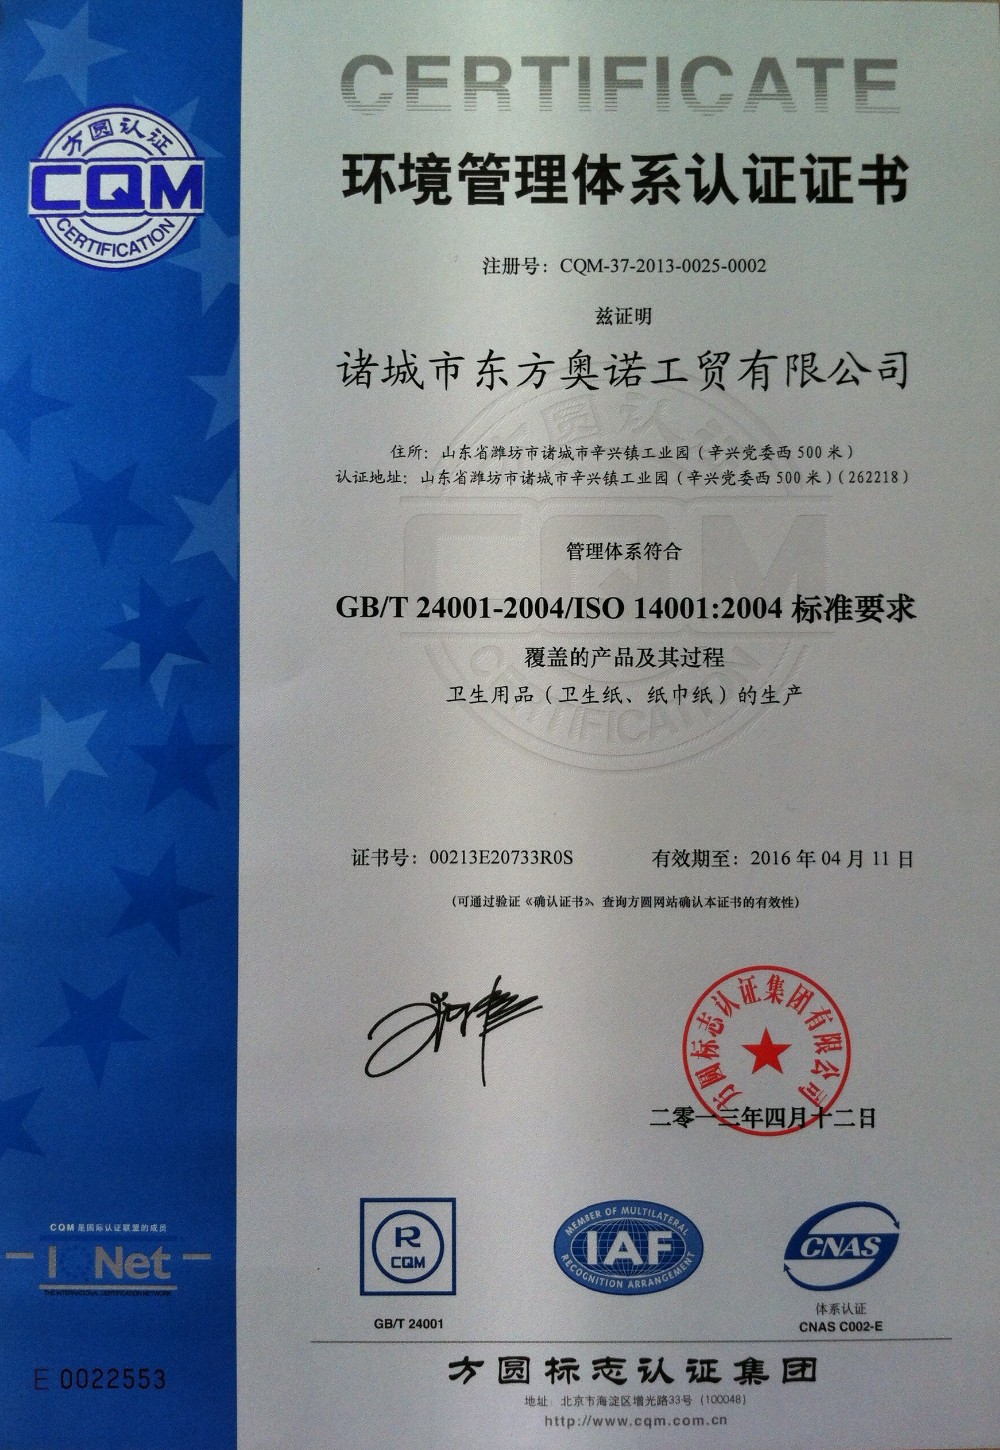 CERTIFICATE
方圆认证
CQM
CERTIFICATION
环境管理体系认证证书
注册号：CQM-37-2013-0025-0002
兹证明
诸城市东方奥诺工贸有限公司
住所：山东省潍坊市诸城市辛兴镇工业园（辛兴党委西500米）
认证地址：山东省潍坊市诸城市辛兴镇工业园（辛兴党委西500米）（262218）
管理体系符合
GB/T 24001-2004/ISO 14001:2004 标准要求
覆盖的产品及其过程
卫生用品（卫生纸、纸巾纸）的生产
证书号：00213E20733R0S 有效期至：2016年04月11日
（可通过验证《确认证书》、查询方圆网站确认本证书的有效性）
方圆标志认证集团有限公司
二零一三年四月十二日
CQM 是国际认证联盟的成员
IQNet
THE INTERNATIONAL CERTIFICATION NETWORK
R
CQM
GB/T 24001
MEMBER OF MULTILATERAL
IAF
RECOGNITION ARRANGEMENT
CNAS
体系认证
CNAS C002-E
E 0022553
方圆标志认证集团
地址：北京市海淀区增光路33号（100048）
http://www.cqm.com.cn